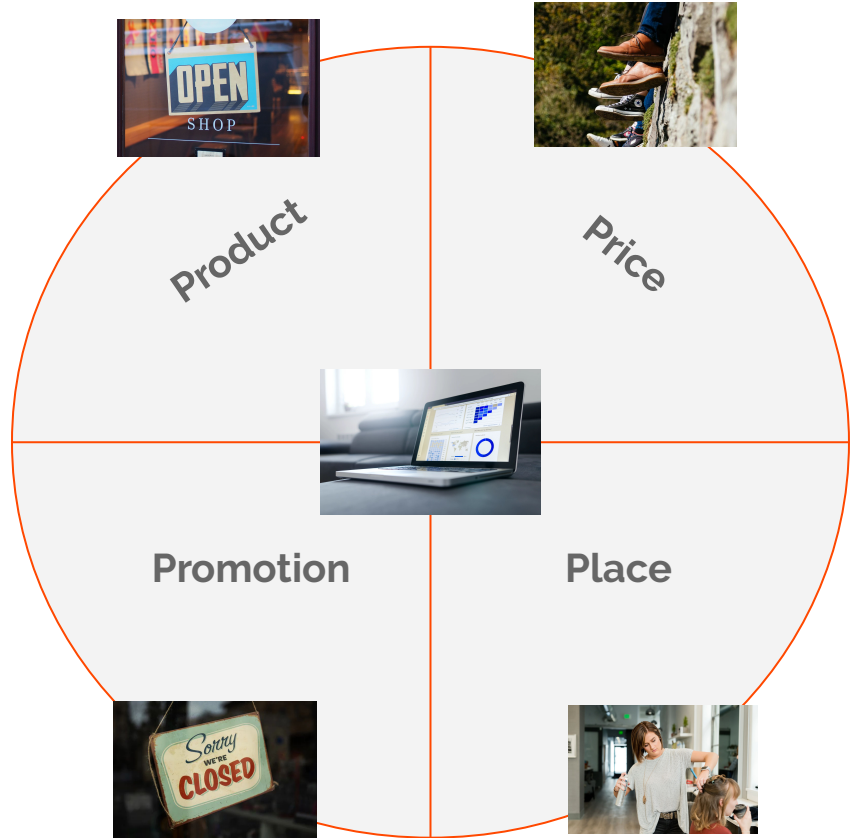 OPEN
SHOP
Product
Price
Promotion
Place
Sorry
WE'RE
CLOSED